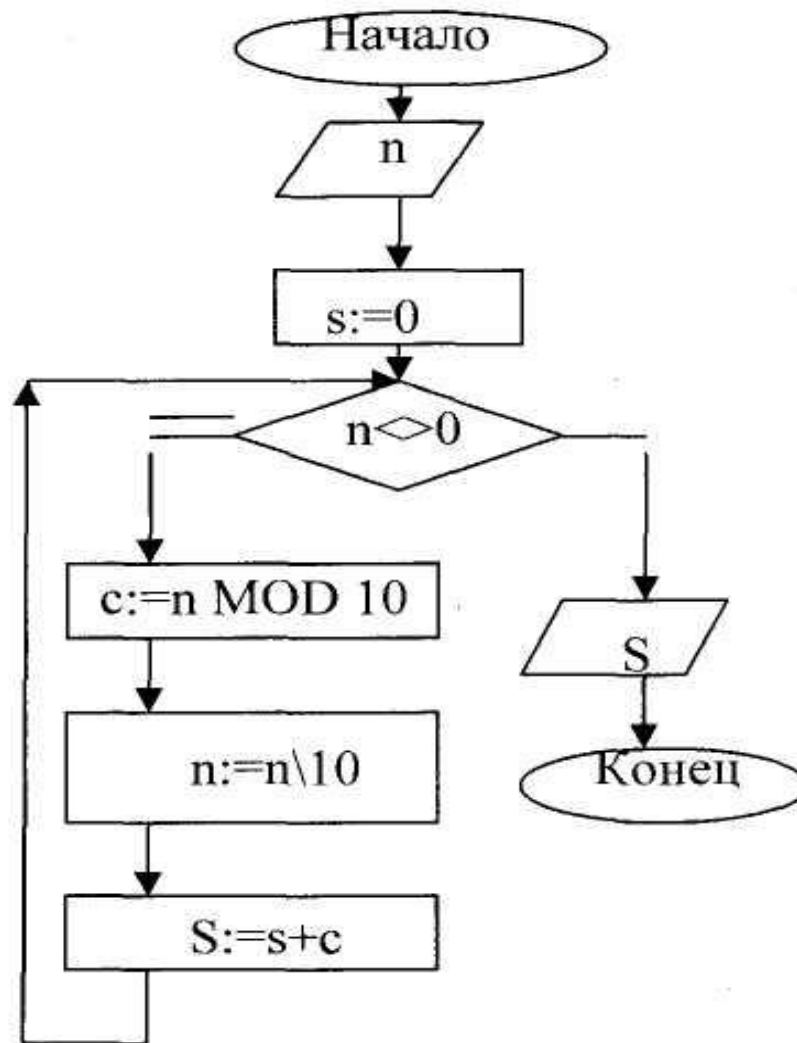 Начало
n
s:=0
n<>0
c:=n MOD 10
n:=n\10
S:=s+c
S
Конец